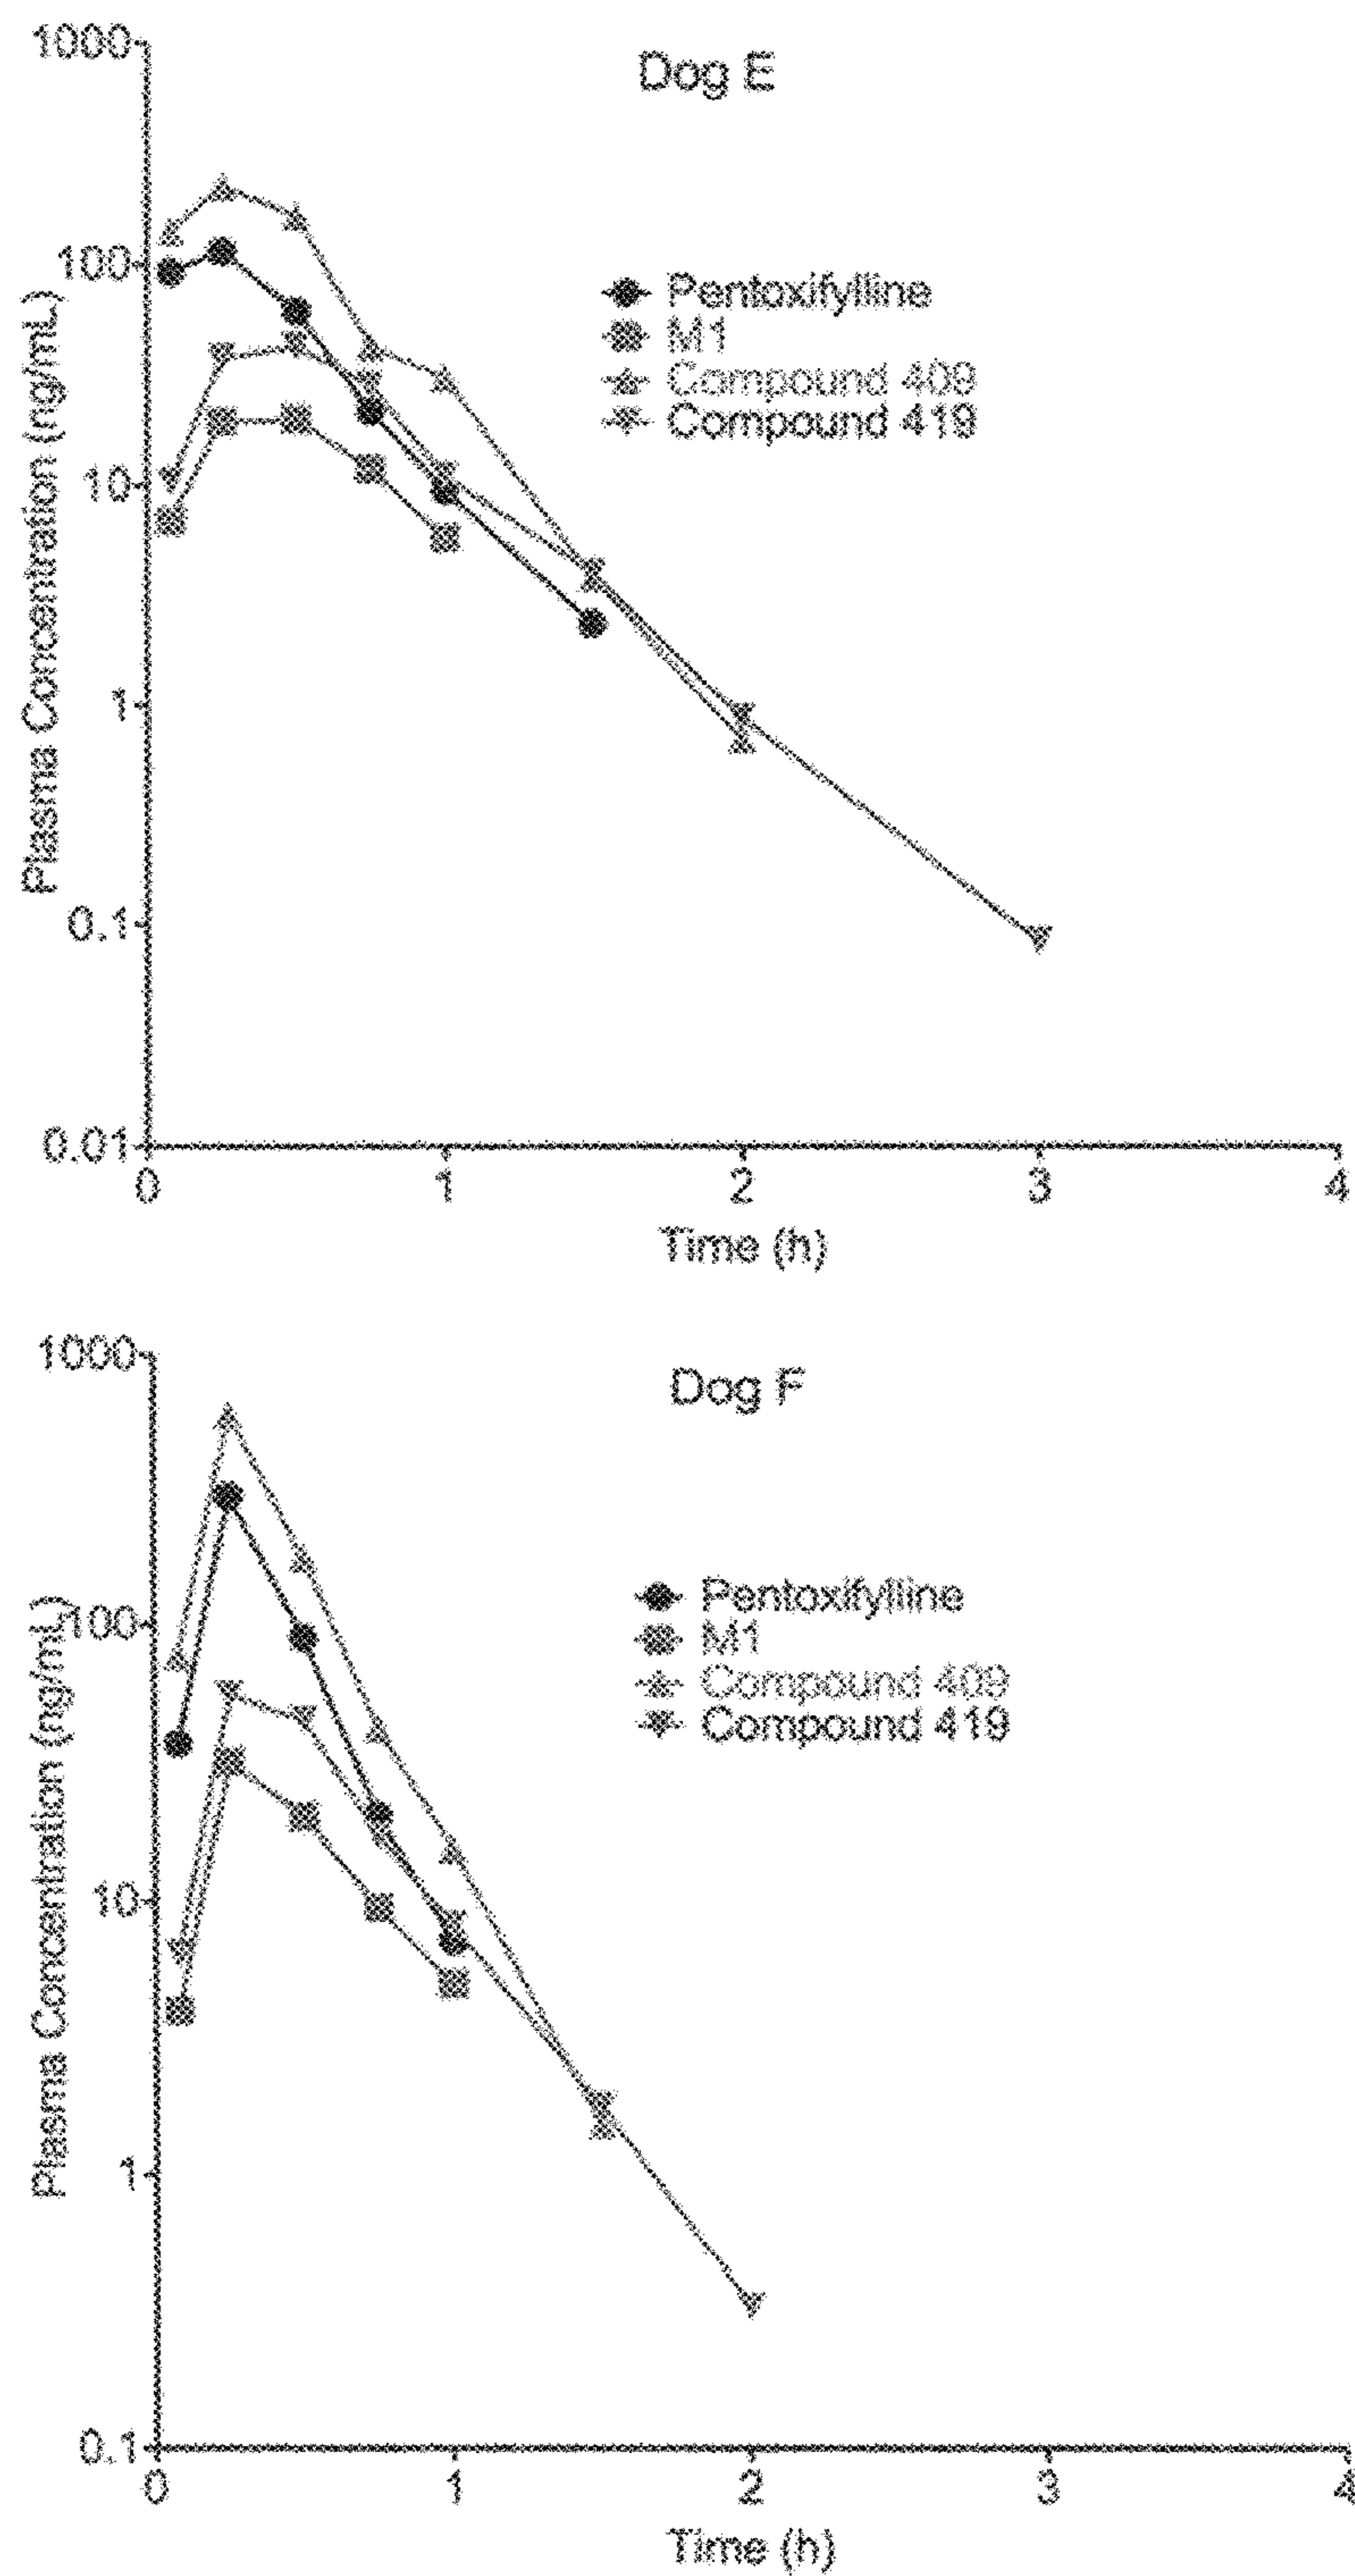 Dog E
1000
100
10
1
0.1
0.01
Plasma Concentration (ng/mL)
Pentoxifylline
M1
Compound 409
Compound 419
0 1 2 3 4
Time (h)
Dog F
1000
100
10
1
0.1
Plasma Concentration (ng/mL)
Pentoxifylline
M1
Compound 409
Compound 419
0 1 2 3 4
Time (h)